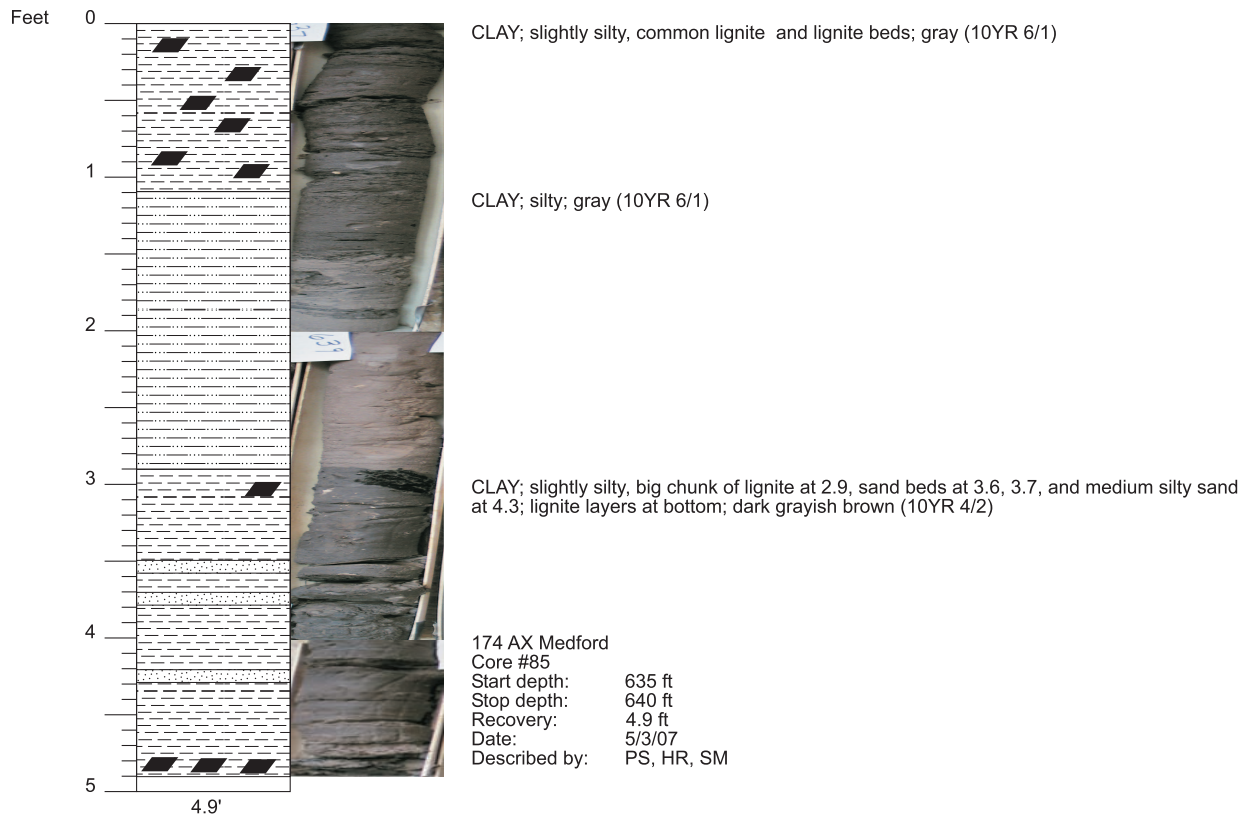 Feet
0
CLAY; slightly silty, common lignite and lignite beds; gray (10YR 6/1)
1
CLAY; silty; gray (10YR 6/1)
2
639
3
CLAY; slightly silty, big chunk of lignite at 2.9, sand beds at 3.6, 3.7, and medium silty sand
at 4.3; lignite layers at bottom; dark grayish brown (10YR 4/2)
4
174 AX Medford
Core #85
Start depth: 635 ft
Stop depth: 640 ft
Recovery: 4.9 ft
Date: 5/3/07
Described by: PS, HR, SM
5
4.9'